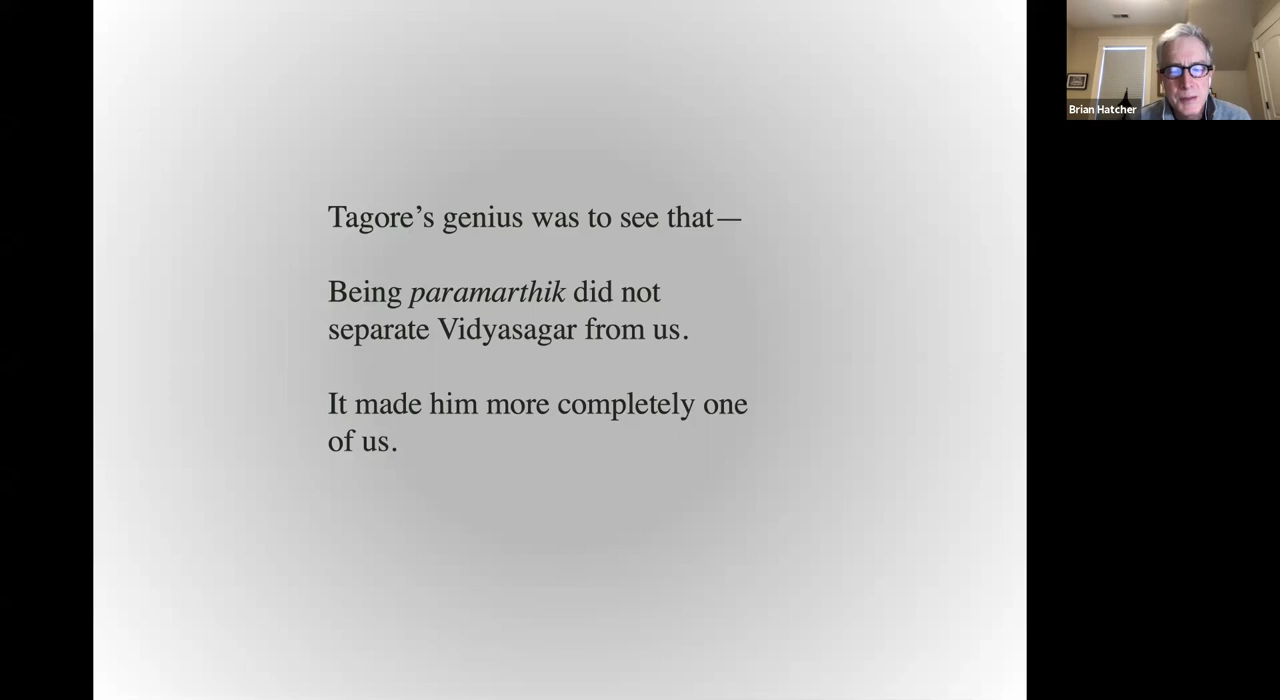 Tagore’s genius was to see that—
Being paramarthik did not
separate Vidyasagar from us.
It made him more completely one
of us.
Brian Hatcher